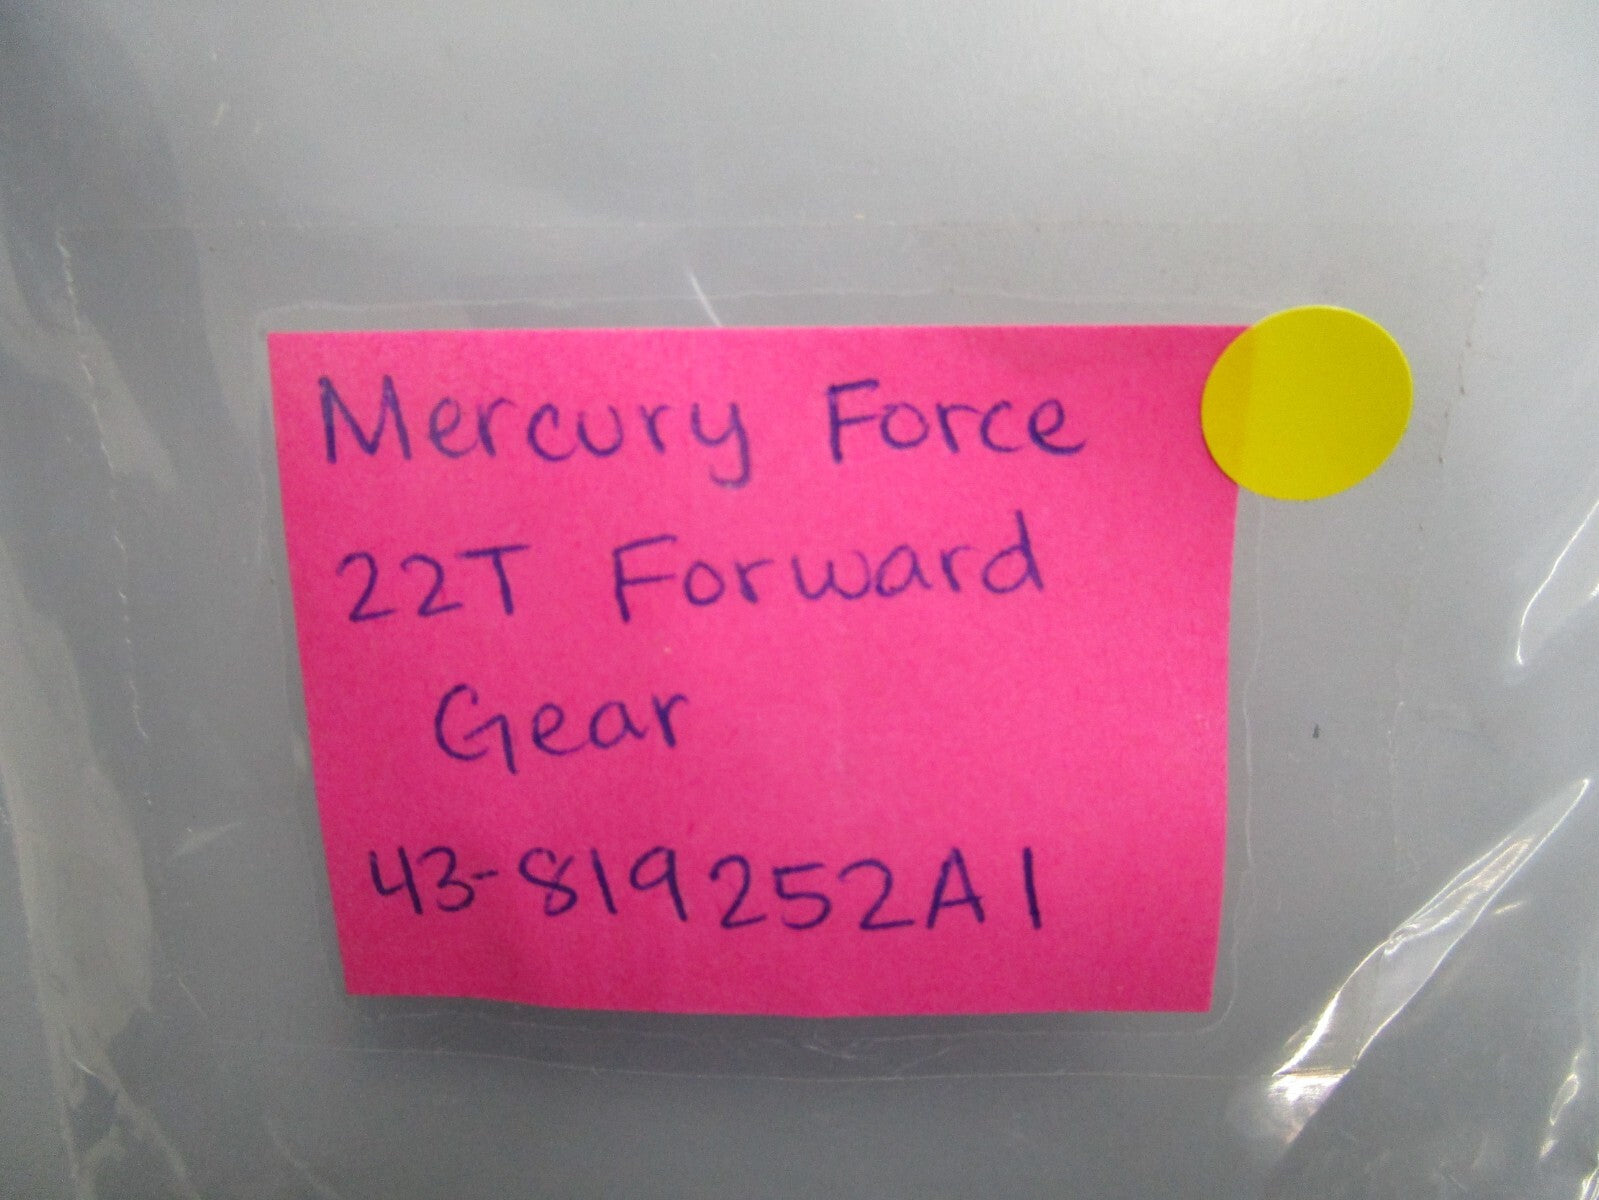 Mercury Force
22T Forward
Gear
43-819252A1